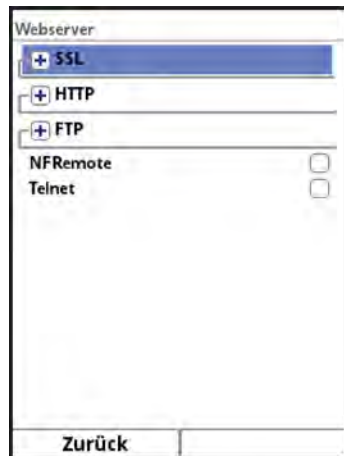 Webserver
SSL
HTTP
FTP
NFRemote
Telnet
Zurück